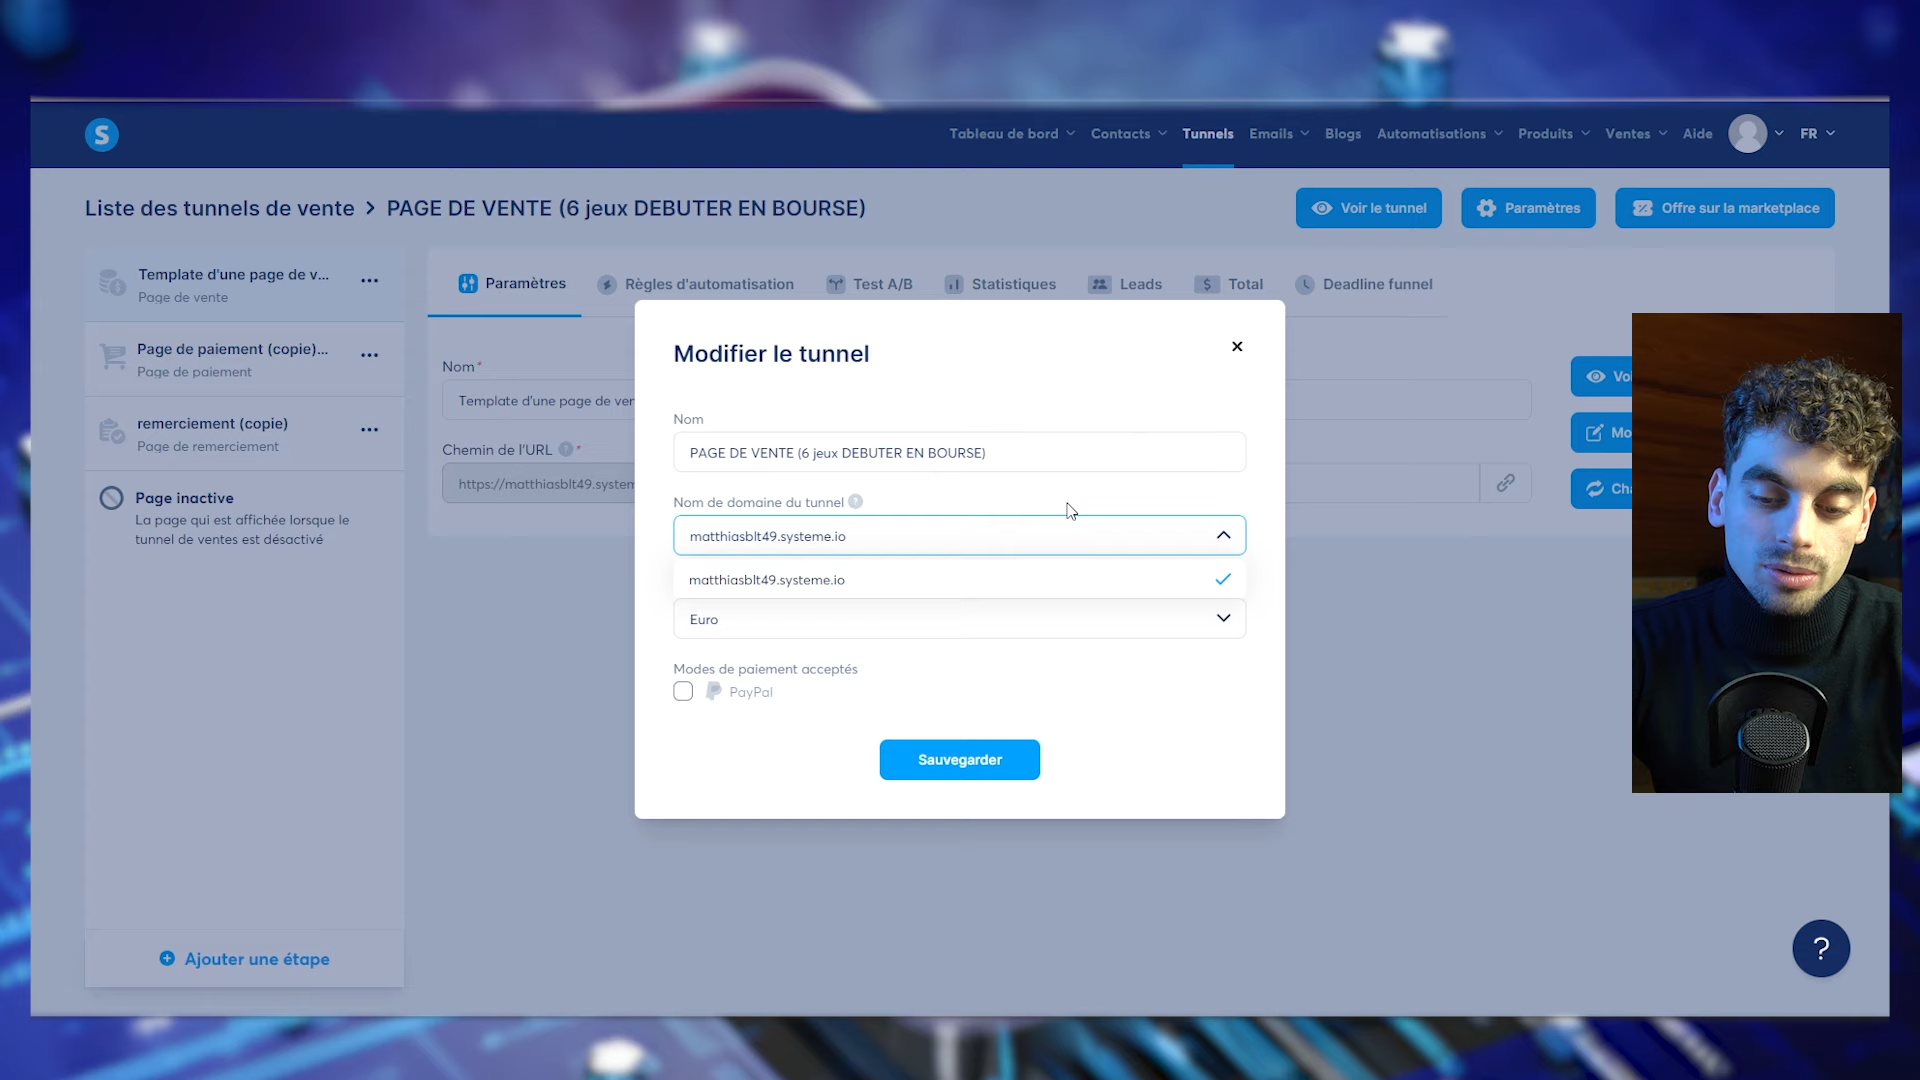 S
Tableau de bord
Contacts
Tunnels
Emails
Blogs
Automatisations
Produits
Ventes
Aide
FR
Liste des tunnels de vente > PAGE DE VENTE (6 jeux DEBUTER EN BOURSE)
Voir le tunnel
Paramètres
Offre sur la marketplace
Template d'une page de v...
Page de vente
Page de paiement (copie)...
Page de paiement
remerciement (copie)
Page de remerciement
Page inactive
La page qui est affichée lorsque le
tunnel de ventes est désactivé
Ajouter une étape
Paramètres
Règles d'automatisation
Test A/B
Statistiques
Leads
$ Total
Deadline funnel
Nom*
Template d'une page de ven
Chemin de l'URL ? *
https://matthiasblt49.system
Modifier le tunnel
Nom
PAGE DE VENTE (6 jeux DEBUTER EN BOURSE)
Nom de domaine du tunnel ?
matthiasblt49.systeme.io
matthiasblt49.systeme.io
Euro
Modes de paiement acceptés
PayPal
Sauvegarder
?